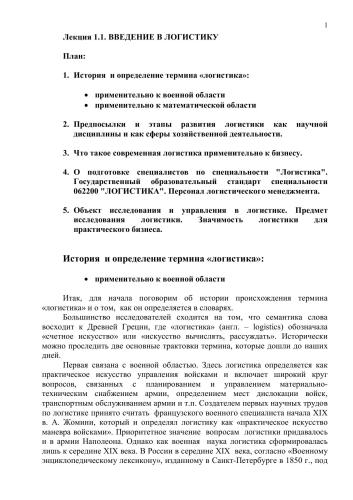 1
Лекция 1.1. ВВЕДЕНИЕ В ЛОГИСТИКУ
План:
1. История и определение термина «логистика»:
• применительно к военной области
• применительно к математической области
2. Предпосылки и этапы развития логистики как научной
дисциплины и как сферы хозяйственной деятельности.
3. Что такое современная логистика применительно к бизнесу.
4. О подготовке специалистов по специальности "Логистика".
Государственный образовательный стандарт специальности
062200 "ЛОГИСТИКА". Персонал логистического менеджмента.
5. Объект исследования и управления в логистике. Предмет
исследования логистики. Значимость логистики для
практического бизнеса.
История и определение термина «логистика»:
• применительно к военной области
Итак, для начала поговорим об истории происхождения термина
«логистика» и о том, как он определяется в словарях.
Большинство исследователей сходится на том, что семантика слова
восходит к Древней Греции, где «логистика» (англ. – logistics) обозначала
«счетное искусство» или «искусство вычислять, рассуждать». Исторически
можно проследить две основные трактовки термина, которые дошли до наших
дней.
Первая связана с военной областью. Здесь логистика определяется как
практическое искусство управления войсками и включает широкий круг
вопросов, связанных с планированием и управлением материально-
техническим снабжением армии, определением мест дислокации войск,
транспортным обслуживанием армии и т.п. Создателем первых научных трудов
по логистике принято считать французского военного специалиста начала XIX
в. А. Жомини, который и определял логистику как «практическое искусство
маневра войсками». Приоритетное значение вопросам логистики придавалось
и в армии Наполеона. Однако как военная наука логистика сформировалась
лишь к середине XIX века. В России в середине XIX века, согласно «Военному
энциклопедическому лексикону», изданному в Санкт-Петербурге в 1850 г., под